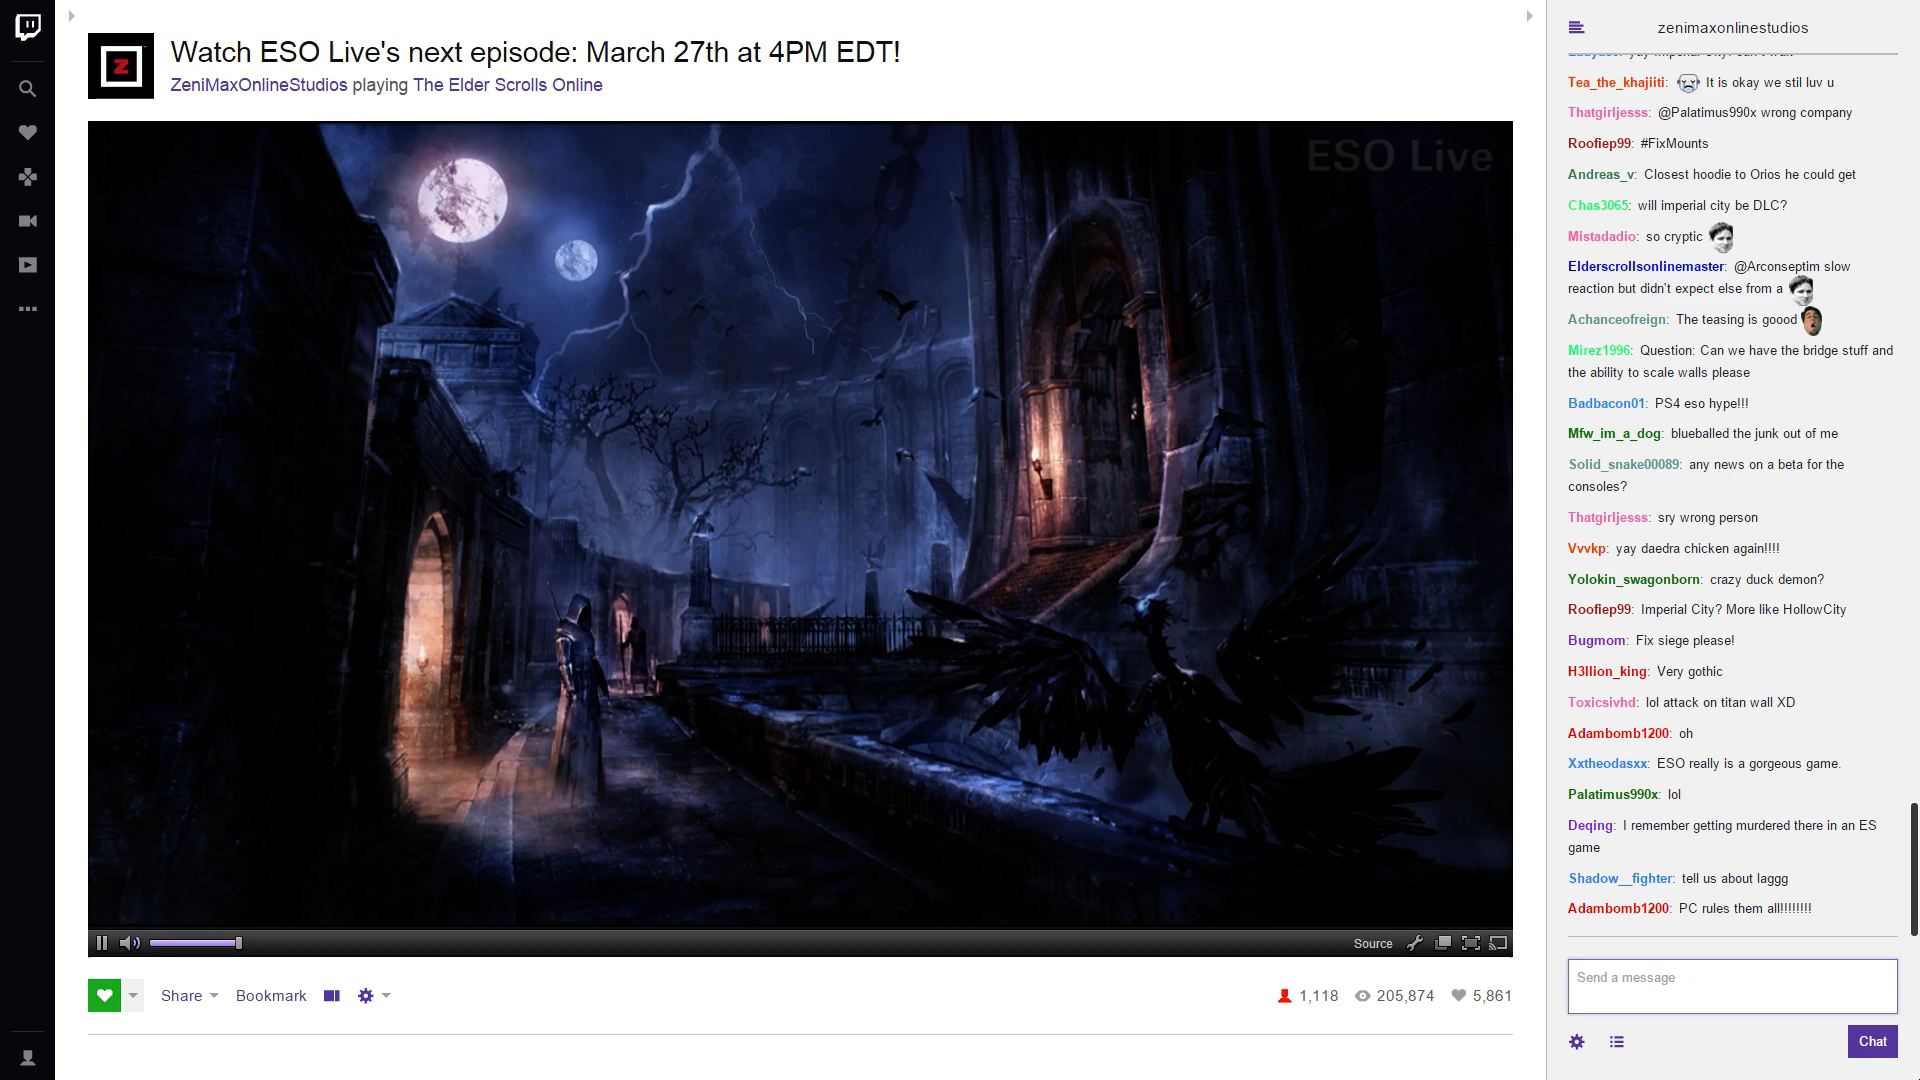 Watch ESO Live's next episode: March 27th at 4PM EDT!
ZeniMaxOnlineStudios playing The Elder Scrolls Online
ESO Live
Source
Share
Bookmark
1,118
205,874
5,861
zenimaxonlinestudios
Tea_the_khajiiti: It is okay we stil luv u
Thatgirljesss: @Palatimus990x wrong company
Roofiep99: #FixMounts
Andreas_v: Closest hoodie to Orios he could get
Chas3065: will imperial city be DLC?
Mistadadio: so cryptic
Elderscrollsonlinemaster: @Arconseptim slow
reaction but didn't expect else from a
Achanceofreign: The teasing is goood
Mirez1996: Question: Can we have the bridge stuff and
the ability to scale walls please
Badbacon01: PS4 eso hype!!!
Mfw_im_a_dog: blueballed the junk out of me
Solid_snake00089: any news on a beta for the
consoles?
Thatgirljesss: sry wrong person
Vvvkp: yay daedra chicken again!!!!
Yolokin_swagonborn: crazy duck demon?
Roofiep99: Imperial City? More like HollowCity
Bugmom: Fix siege please!
H3llion_king: Very gothic
Toxicsivhd: lol attack on titan wall XD
Adambomb1200: oh
Xxtheodasxx: ESO really is a gorgeous game.
Palatimus990x: lol
Deqing: I remember getting murdered there in an ES
game
Shadow__fighter: tell us about laggg
Adambomb1200: PC rules them all!!!!!!!!
Send a message
Chat